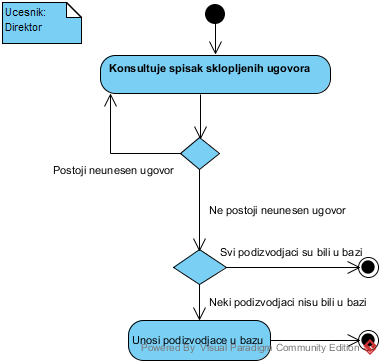 Ucesnik:
Direktor
Konsultuje spisak sklopljenih ugovora
Postoji neunesen ugovor
Ne postoji neunesen ugovor
Svi podizvodjaci su bili u bazi
Neki podizvodjaci nisu bili u bazi
Unosi podizvodjace u bazu
Powered By Visual Paradigm Community Edition